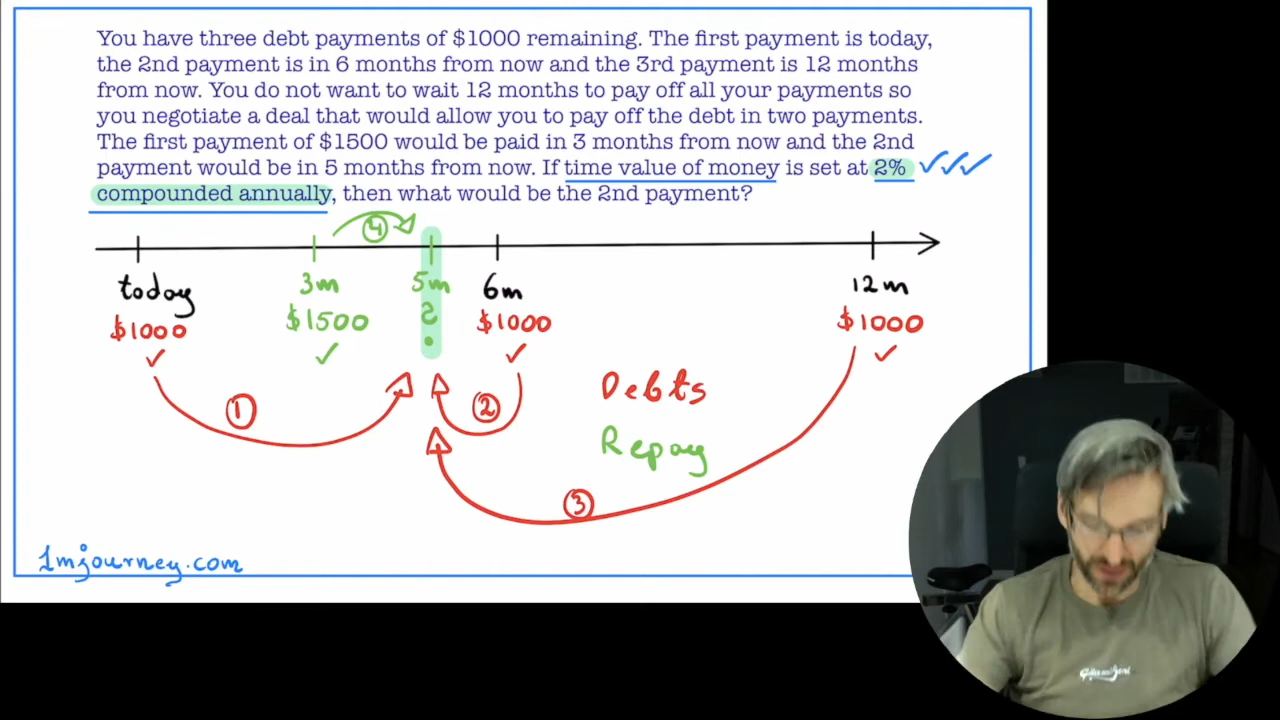 You have three debt payments of $1000 remaining. The first payment is today,
the 2nd payment is in 6 months from now and the 3rd payment is 12 months
from now. You do not want to wait 12 months to pay off all your payments so
you negotiate a deal that would allow you to pay off the debt in two payments.
The first payment of $1500 would be paid in 3 months from now and the 2nd
payment would be in 5 months from now. If time value of money is set at 2%
compounded annually, then what would be the 2nd payment?
4
today 3m 5m 6m 12m
$1000 $1500 ? $1000 $1000
1 2 Debts
Repay
3
1mjourney.com